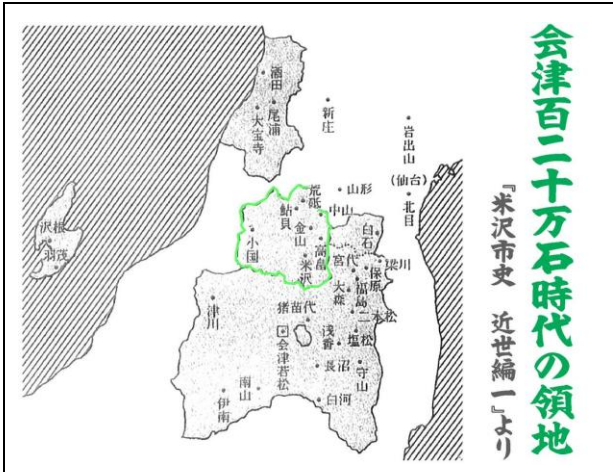 会津百二十万石時代の領地
『米沢市史 近世編一』より
酒田
尾浦
大宝寺
新庄
岩出山
(仙台)
北目
山形
中山
荒砥
鮎貝
金山
小国
高畠
米沢
白石
梁川
宮代
保原
福島
大森
二本松
沢根
羽茂
津川
猪苗代
会津若松
浅香
塩松
長沼
守山
南山
伊南
白河